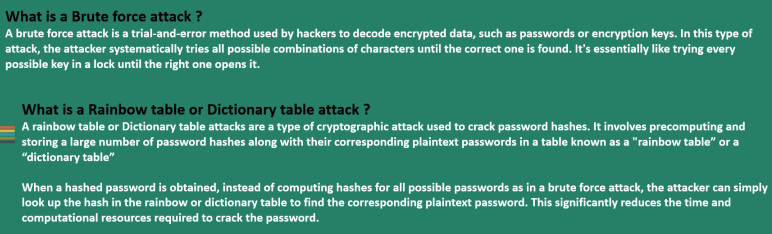 What is a Brute force attack ?
A brute force attack is a trial-and-error method used by hackers to decode encrypted data, such as passwords or encryption keys. In this type of
attack, the attacker systematically tries all possible combinations of characters until the correct one is found. It's essentially like trying every
possible key in a lock until the right one opens it.
What is a Rainbow table or Dictionary table attack ?
A rainbow table or Dictionary table attacks are a type of cryptographic attack used to crack password hashes. It involves precomputing and
storing a large number of password hashes along with their corresponding plaintext passwords in a table known as a "rainbow table” or a
“dictionary table”
When a hashed password is obtained, instead of computing hashes for all possible passwords as in a brute force attack, the attacker can simply
look up the hash in the rainbow or dictionary table to find the corresponding plaintext password. This significantly reduces the time and
computational resources required to crack the password.